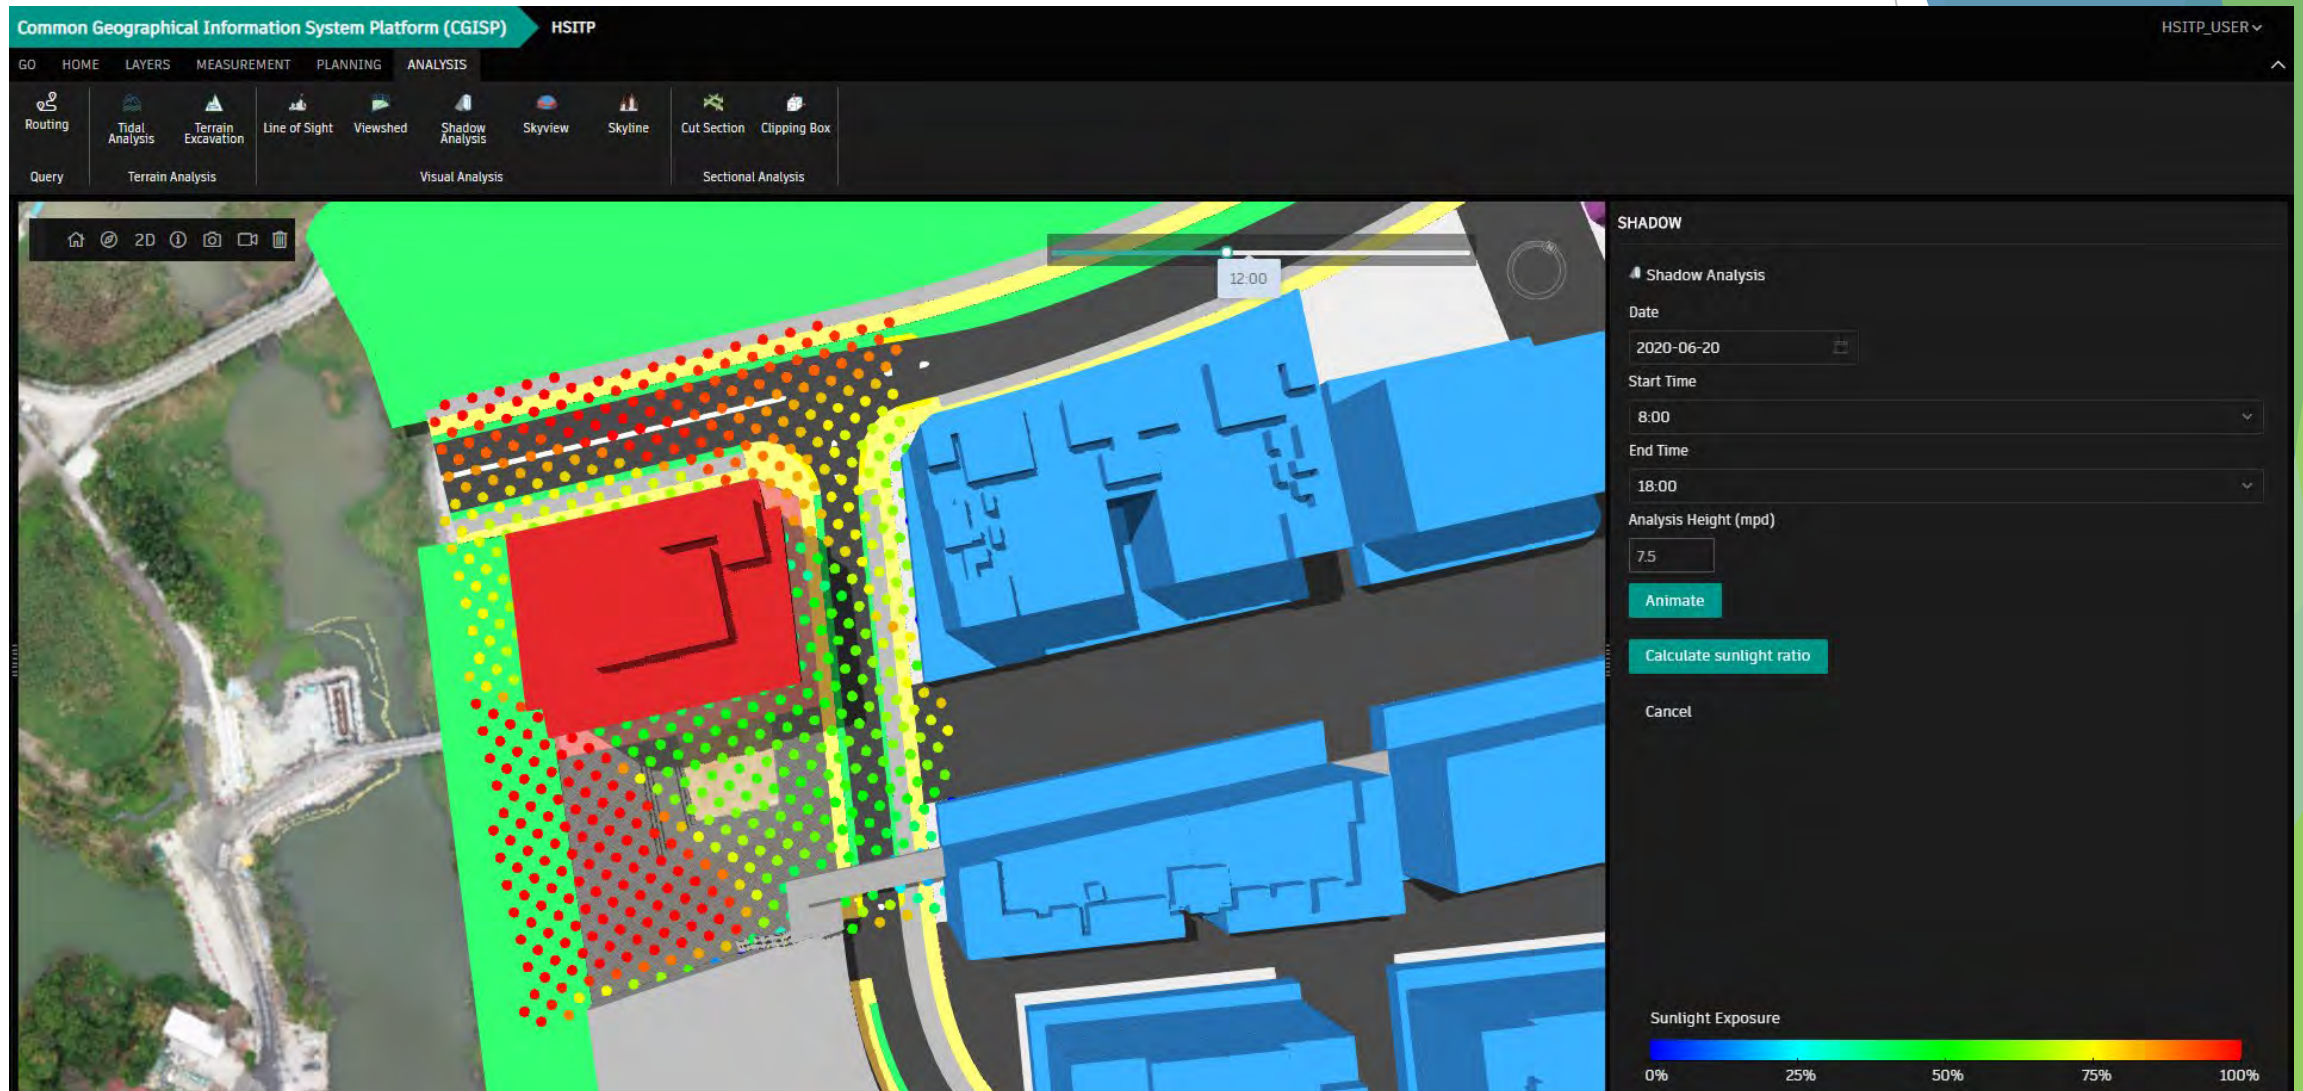 Common Geographical Information System Platform (CGISP) HSITP HSITP_USER
GO HOME LAYERS MEASUREMENT PLANNING ANALYSIS
Routing
Tidal Analysis
Terrain Excavation
Line of Sight
Viewshed
Shadow Analysis
Skyview
Skyline
Cut Section
Clipping Box
Query Terrain Analysis Visual Analysis Sectional Analysis
2D
12:00
N
SHADOW
Shadow Analysis
Date
2020-06-20
Start Time
8:00
End Time
18:00
Analysis Height (mpd)
7.5
Animate
Calculate sunlight ratio
Cancel
Sunlight Exposure
0% 25% 50% 75% 100%